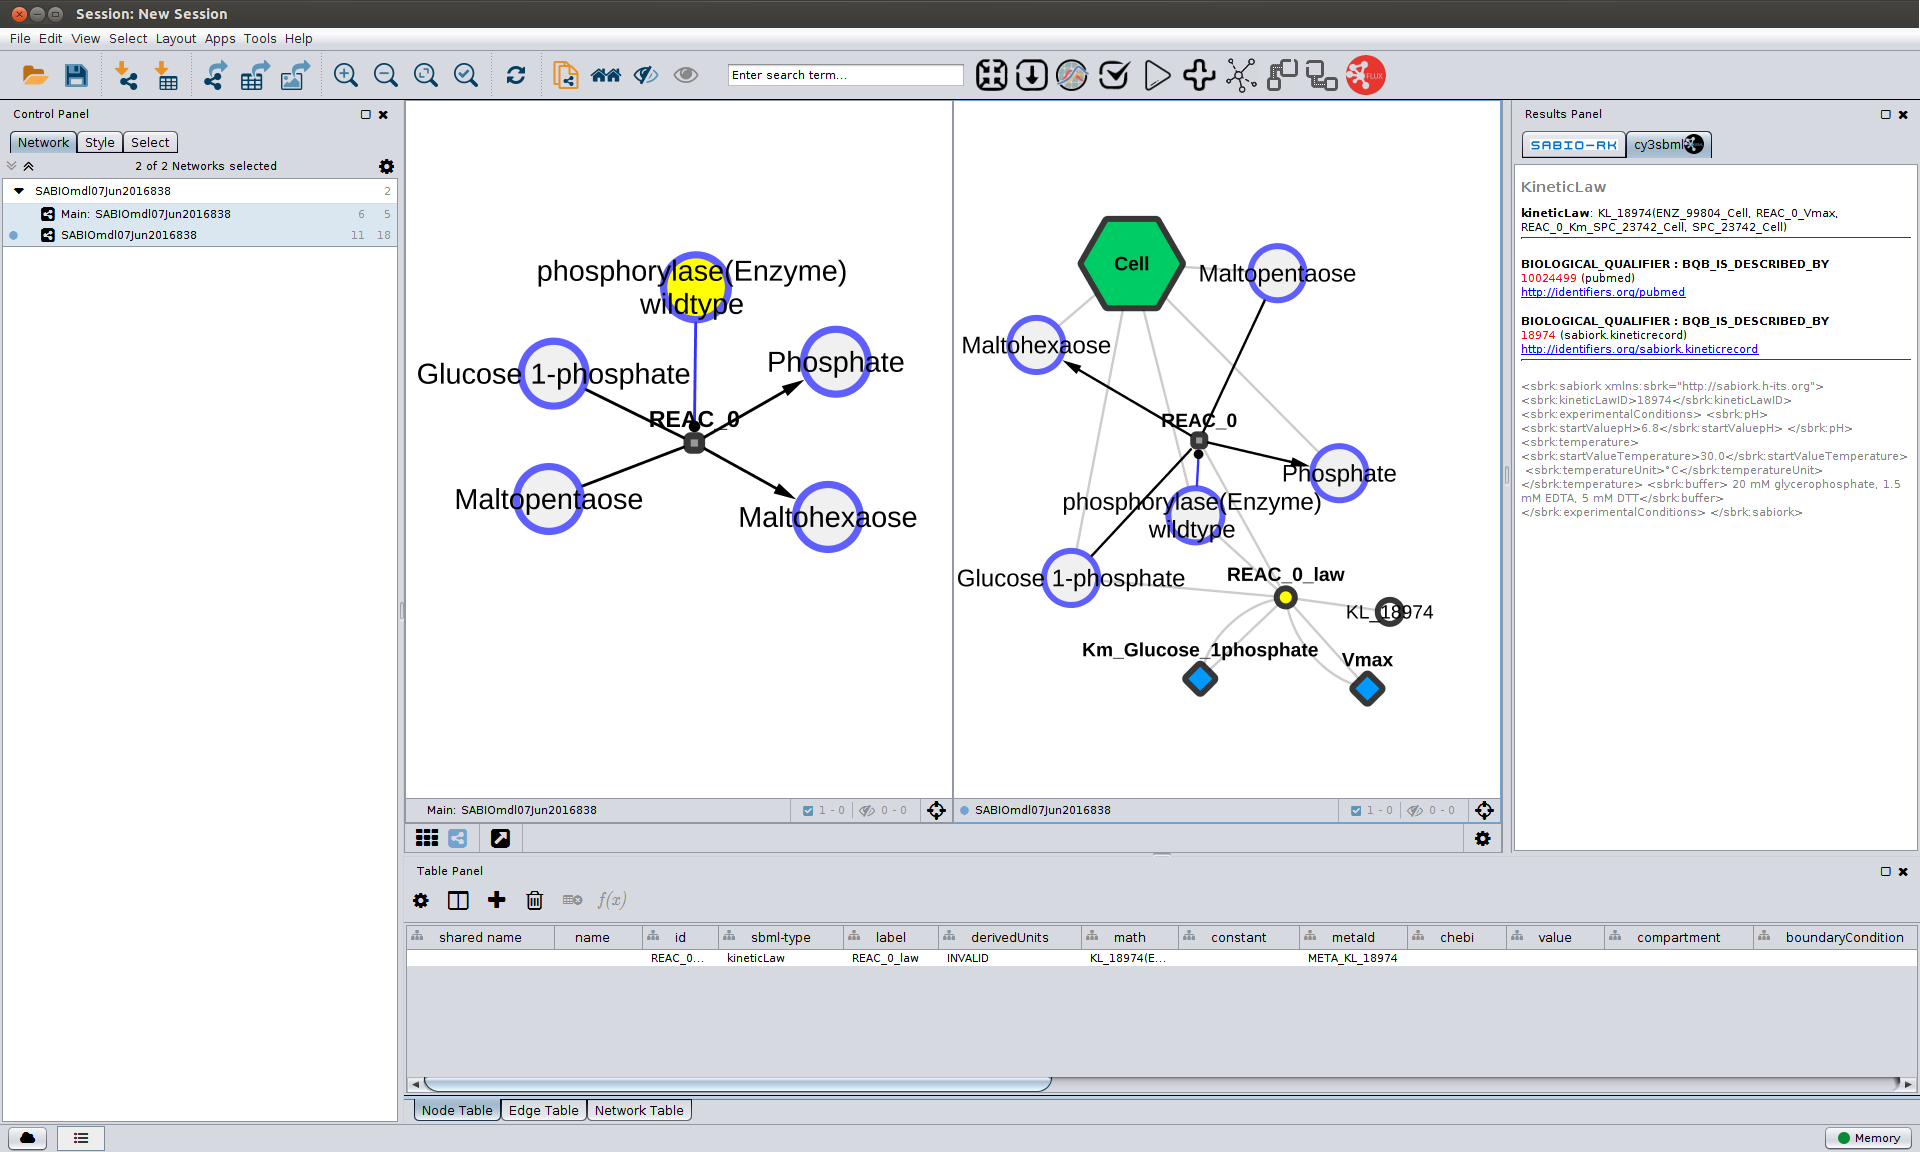 Session: New Session
File Edit View Select Layout Apps Tools Help
Enter search term...
FLUX
Control Panel
Network Style Select
2 of 2 Networks selected
SABIOmdl07Jun2016838 2
Main: SABIOmdl07Jun2016838 6 5
SABIOmdl07Jun2016838 11 18
phosphorylase(Enzyme)
wildtype
Glucose 1-phosphate
Phosphate
REAC_0
Maltopentaose
Maltohexaose
Main: SABIOmdl07Jun2016838 1 - 0 0 - 0
Cell
Maltopentaose
Maltohexaose
REAC_0
Phosphate
phosphorylase(Enzyme)
wildtype
Glucose 1-phosphate
REAC_0_law
KL_18974
Km_Glucose_1phosphate
Vmax
SABIOmdl07Jun2016838 1 - 0 0 - 0
Results Panel
SABIO-RK cy3sbml
KineticLaw
kineticLaw: KL_18974(ENZ_99804_Cell, REAC_0_Vmax,
REAC_0_Km_SPC_23742_Cell, SPC_23742_Cell)
BIOLOGICAL_QUALIFIER : BQB_IS_DESCRIBED_BY
10024499 (pubmed)
http://identifiers.org/pubmed
BIOLOGICAL_QUALIFIER : BQB_IS_DESCRIBED_BY
18974 (sabiork.kineticrecord)
http://identifiers.org/sabiork.kineticrecord
<sbrk:sabiork xmlns:sbrk="http://sabiork.h-its.org">
<sbrk:kineticLawID>18974</sbrk:kineticLawID>
<sbrk:experimentalConditions> <sbrk:pH>
<sbrk:startValuepH>6.8</sbrk:startValuepH> </sbrk:pH>
<sbrk:temperature>
<sbrk:startValueTemperature>30.0</sbrk:startValueTemperature>
<sbrk:temperatureUnit>°C</sbrk:temperatureUnit>
</sbrk:temperature> <sbrk:buffer> 20 mM glycerophosphate, 1.5
mM EDTA, 5 mM DTT</sbrk:buffer>
</sbrk:experimentalConditions> </sbrk:sabiork>
Table Panel
f(x)
shared name name id sbml-type label derivedUnits math constant metaId chebi value compartment boundaryCondition
REAC_0... kineticLaw REAC_0_law INVALID KL_18974(E... META_KL_18974
Node Table Edge Table Network Table
Memory